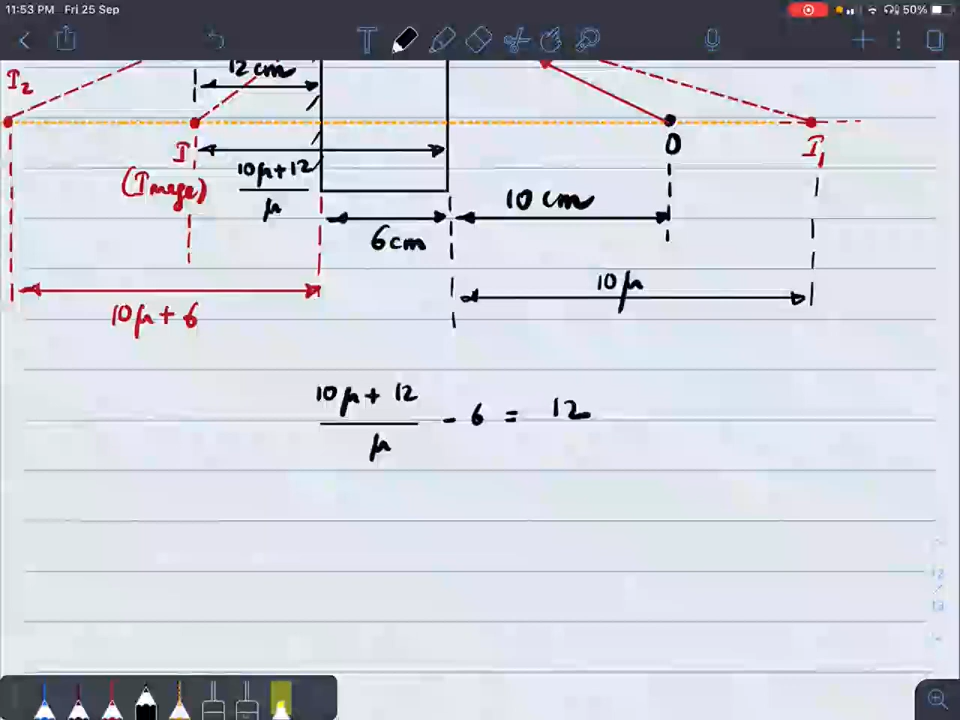 11:53 PM Fri 25 Sep
50%
I₂
12 cm
I
(Image)
O
I₁
10μ+12
μ
10 cm
6cm
10μ + 6
10μ
10μ + 12
μ
- 6 = 12